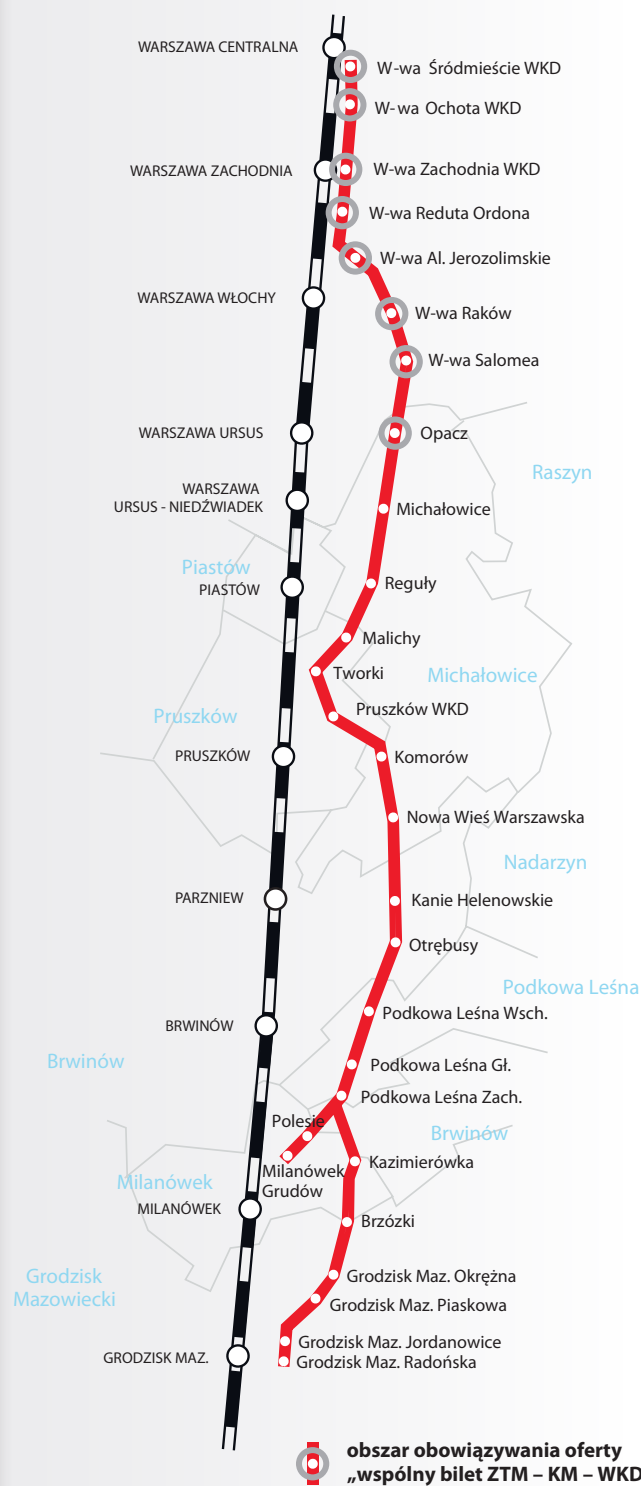 WARSZAWA CENTRALNA
W-wa Śródmieście WKD
W-wa Ochota WKD
WARSZAWA ZACHODNIA
W-wa Zachodnia WKD
W-wa Reduta Ordona
W-wa Al. Jerozolimskie
WARSZAWA WŁOCHY
W-wa Raków
W-wa Salomea
WARSZAWA URSUS
Opacz
Raszyn
WARSZAWA
URSUS - NIEDŹWIADEK
Michałowice
Piastów
PIASTÓW
Reguły
Malichy
Tworki
Michałowice
Pruszków WKD
Pruszków
PRUSZKÓW
Komorów
Nowa Wieś Warszawska
Nadarzyn
PARZNIEW
Kanie Helenowskie
Otrębusy
Podkowa Leśna
Podkowa Leśna Wsch.
BRWINÓW
Brwinów
Podkowa Leśna Gł.
Podkowa Leśna Zach.
Polesie
Brwinów
Milanówek
Grudów
Kazimierówka
Milanówek
MILANÓWEK
Brzózki
Grodzisk
Mazowiecki
Grodzisk Maz. Okrężna
Grodzisk Maz. Piaskowa
Grodzisk Maz. Jordanowice
GRODZISK MAZ.
Grodzisk Maz. Radońska
obszar obowiązywania oferty
„wspólny bilet ZTM – KM – WKD